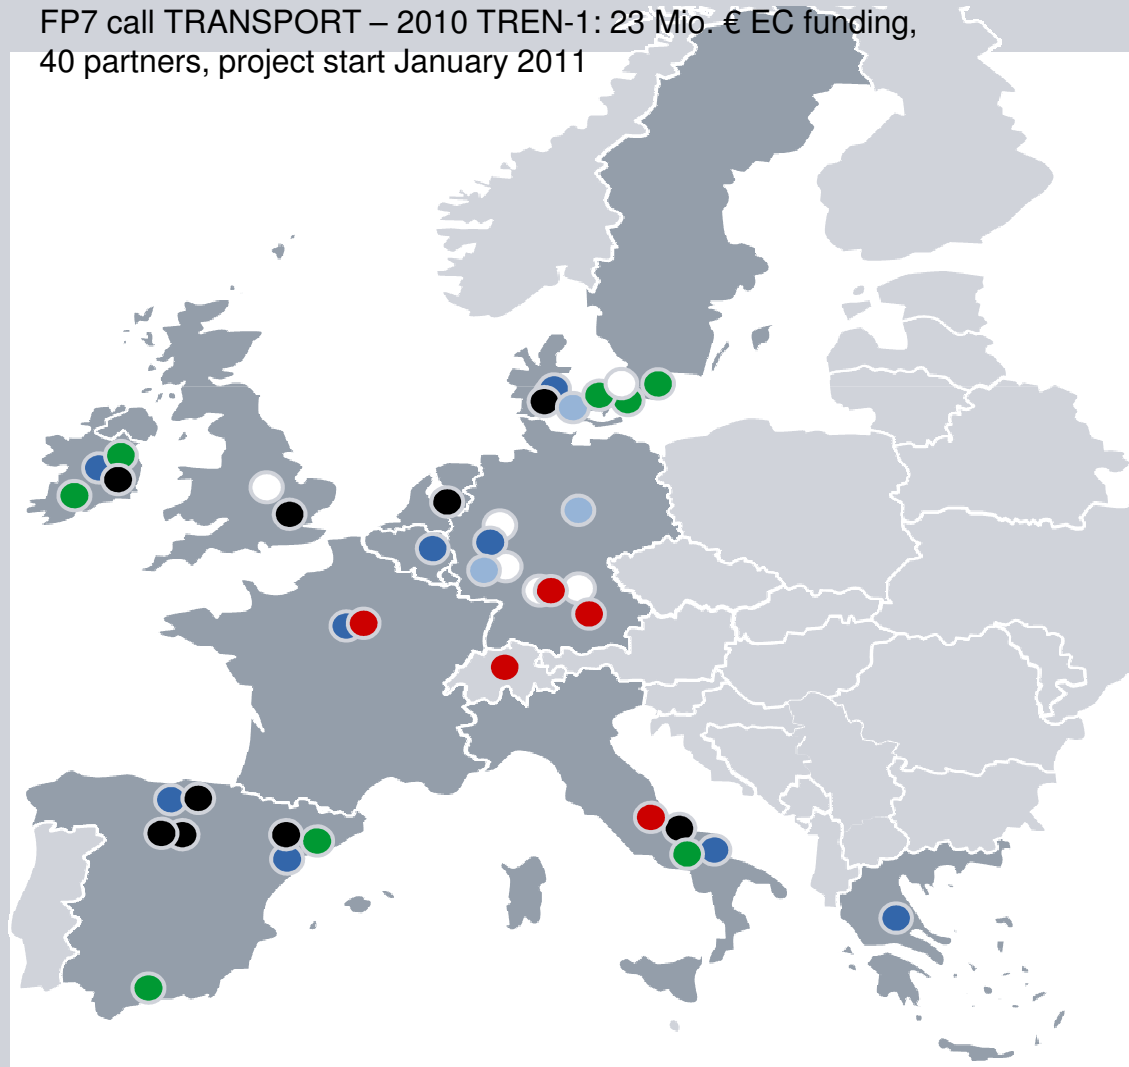 FP7 call TRANSPORT – 2010 TREN-1: 23 Mio. € EC funding,
40 partners, project start January 2011